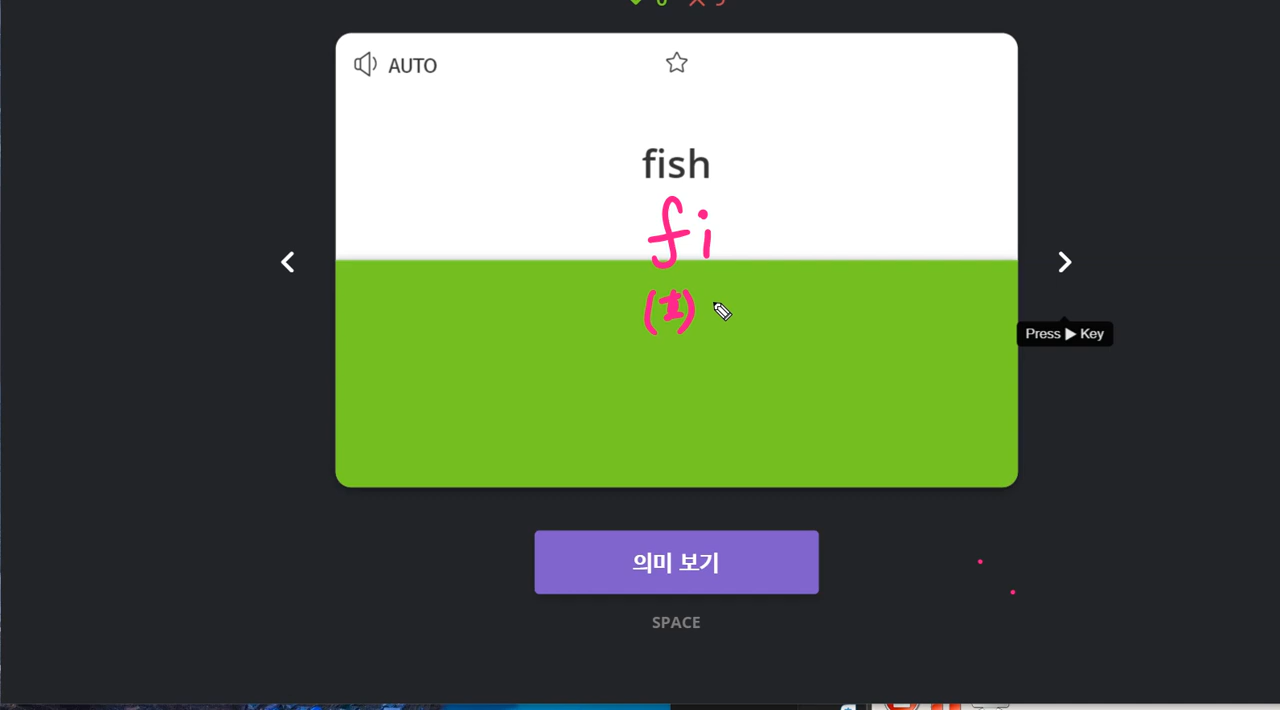 AUTO
fish
fi
(ㅍ)
Press ▶ Key
의미 보기
SPACE